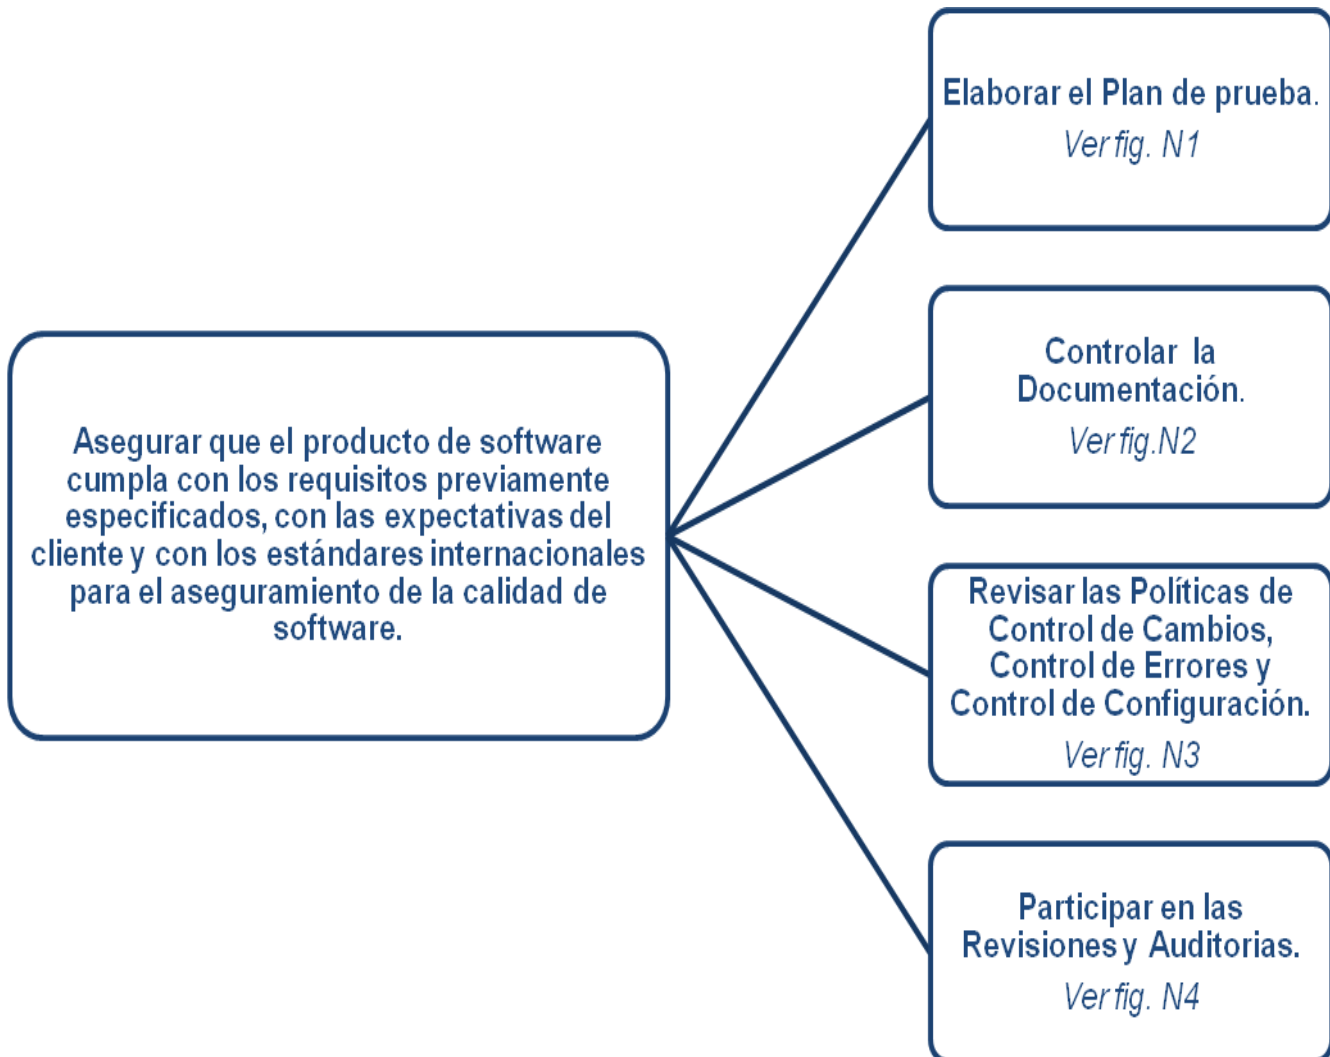 Asegurar que el producto de software
cumpla con los requisitos previamente
especificados, con las expectativas del
cliente y con los estándares internacionales
para el aseguramiento de la calidad de
software.
Elaborar el Plan de prueba.
Ver fig. N1
Controlar la
Documentación.
Ver fig.N2
Revisar las Políticas de
Control de Cambios,
Control de Errores y
Control de Configuración.
Ver fig. N3
Participar en las
Revisiones y Auditorias.
Ver fig. N4